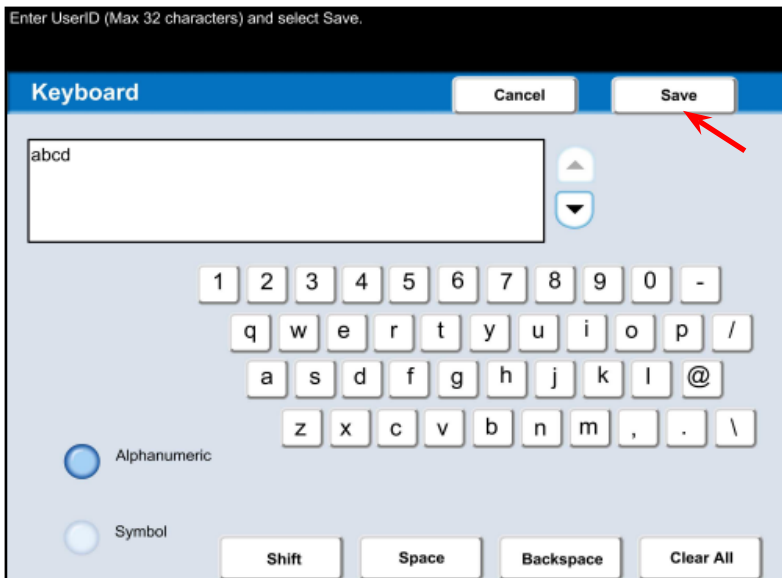 Enter UserID (Max 32 characters) and select Save.
Keyboard Cancel Save
abcd
1 2 3 4 5 6 7 8 9 0 -
q w e r t y u i o p /
a s d f g h j k l @
z x c v b n m , . \
Alphanumeric
Symbol
Shift Space Backspace Clear All